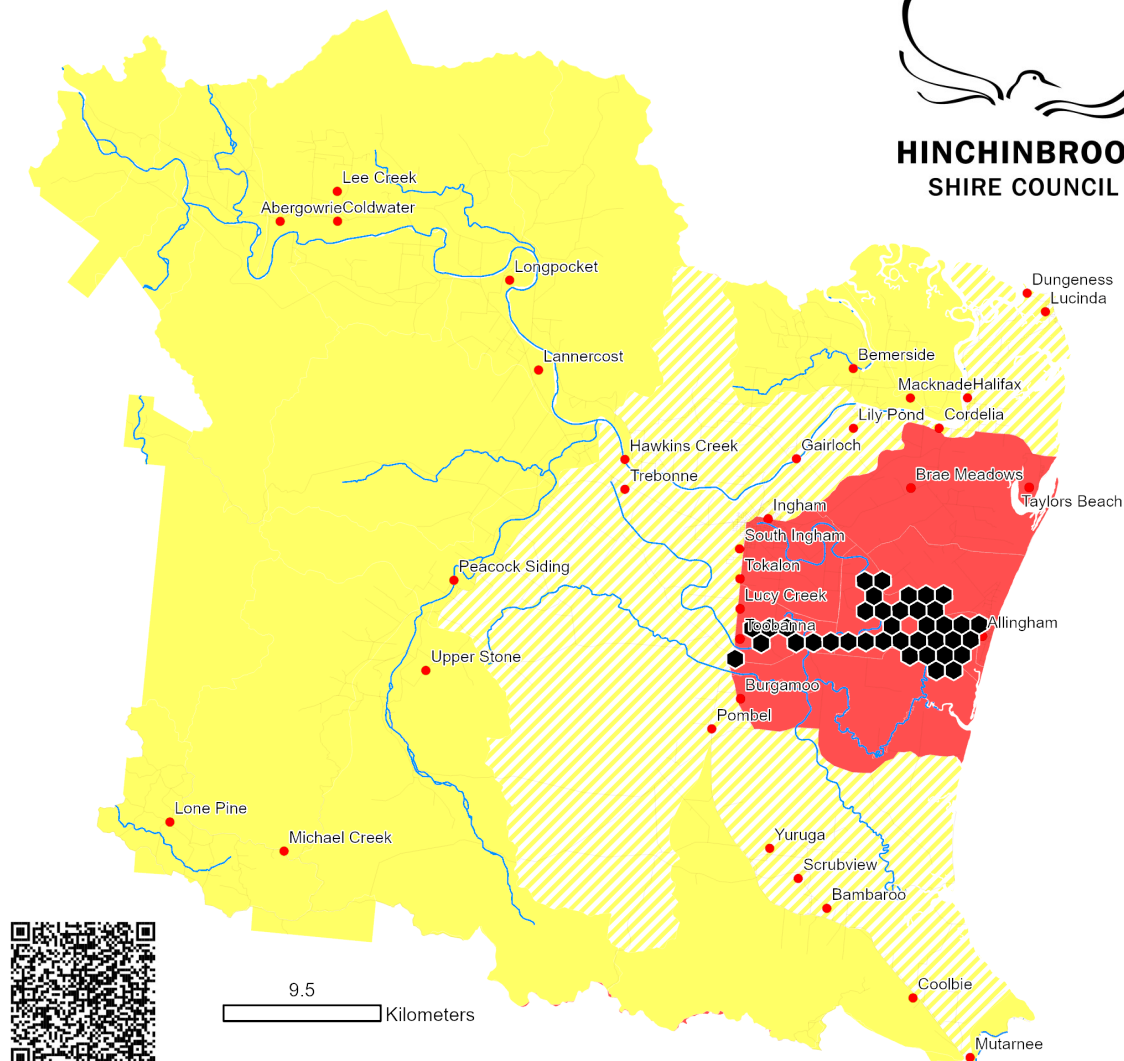 HINCHINBROO
SHIRE COUNCIL
Lee Creek
Abergowrie
Coldwater
Longpocket
Dungeness
Lucinda
Lannercost
Bemerside
Macknade
Halifax
Lily Pond
Cordelia
Hawkins Creek
Gairloch
Trebonne
Brae Meadows
Taylors Beach
Ingham
South Ingham
Peacock Siding
Tokalon
Lucy Creek
Toobanna
Allingham
Upper Stone
Burgamoo
Pombel
Lone Pine
Michael Creek
Yuruga
Scrubview
Bambaroo
9.5
Kilometers
Coolbie
Mutarnee